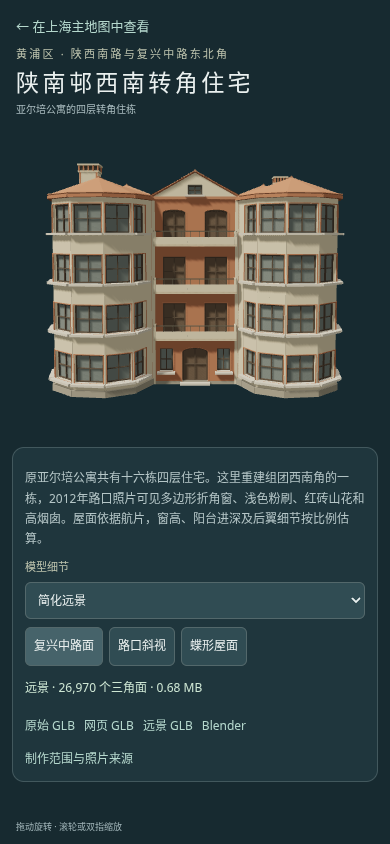 ← 在上海主地图中查看
黄浦区 · 陕西南路与复兴中路东北角
陕南邨西南转角住宅
亚尔培公寓的四层转角住栋
原亚尔培公寓共有十六栋四层住宅。这里重建组团西南角的一
栋，2012年路口照片可见多边形折角窗、浅色粉刷、红砖山花和
高烟囱。屋面依据航片，窗高、阳台进深及后翼细节按比例估
算。
模型细节
简化远景
复兴中路面 路口斜视 蝶形屋面
远景 · 26,970 个三角面 · 0.68 MB
原始 GLB 网页 GLB 远景 GLB Blender
制作范围与照片来源
拖动旋转 · 滚轮或双指缩放